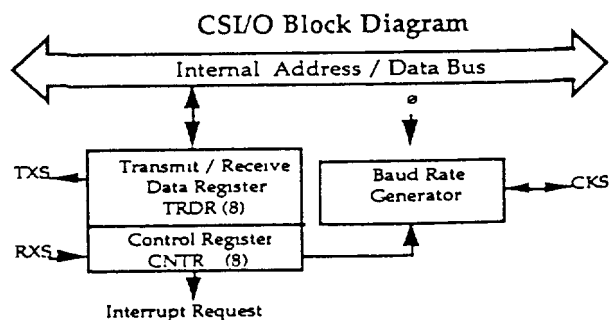 CSI/O Block Diagram
Internal Address / Data Bus
ø
TXS
Transmit / Receive
Data Register
TRDR (8)
Baud Rate
Generator
CKS
RXS
Control Register
CNTR (8)
Interrupt Request